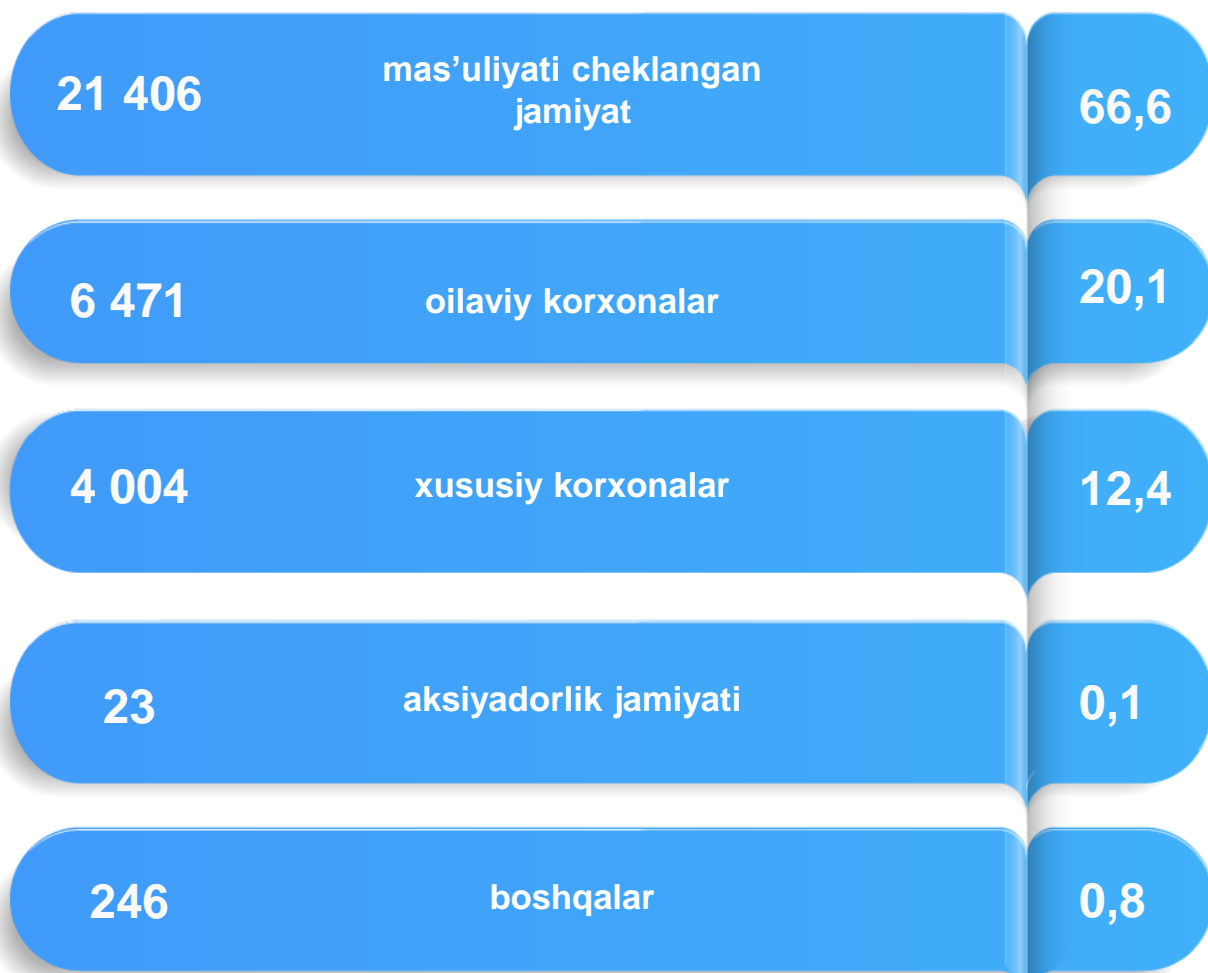 21 406
mas’uliyati cheklangan
jamiyat
66,6
6 471
oilaviy korxonalar
20,1
4 004
xususiy korxonalar
12,4
23
aksiyadorlik jamiyati
0,1
246
boshqalar
0,8